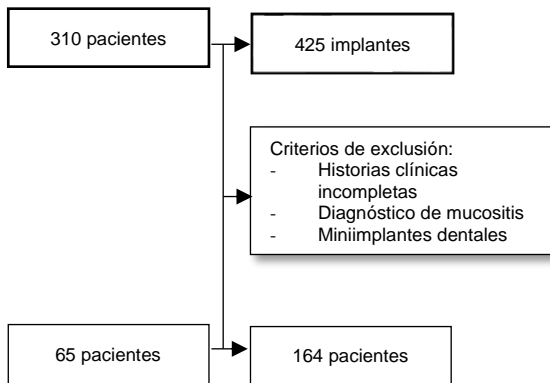 310 pacientes
425 implantes
Criterios de exclusión:
- Historias clínicas
incompletas
- Diagnóstico de mucositis
- Miniimplantes dentales
65 pacientes
164 pacientes